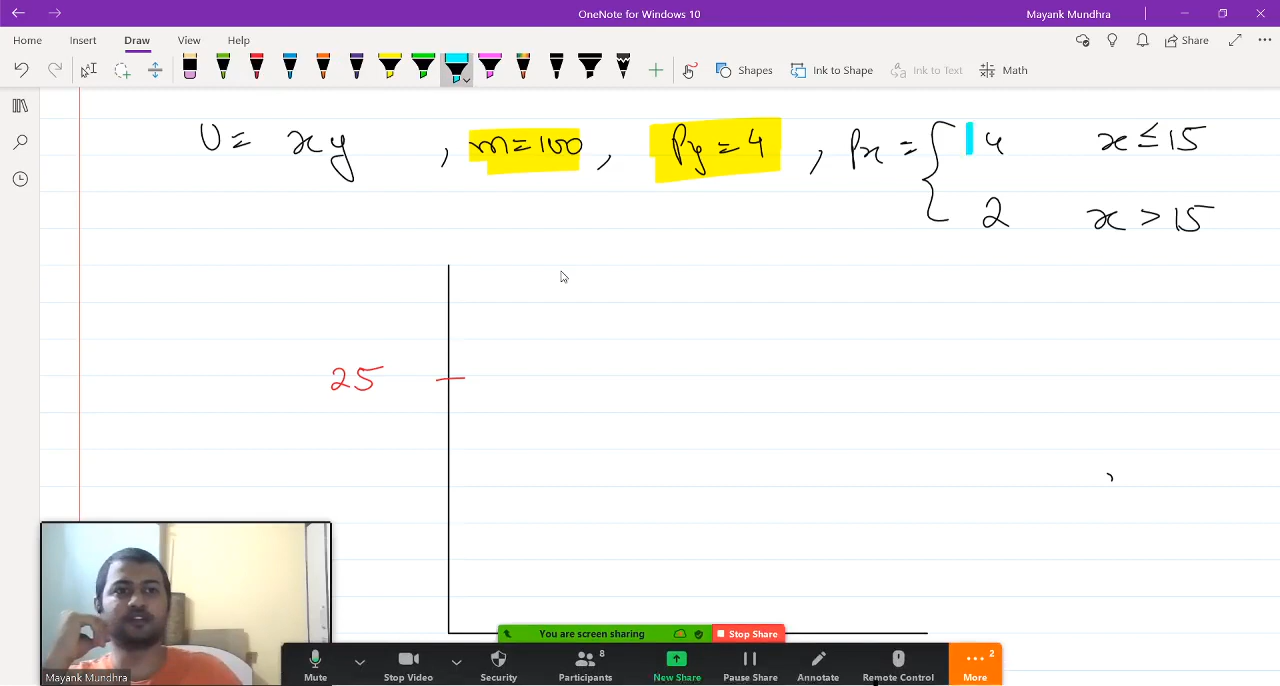 OneNote for Windows 10
Mayank Mundhra
Home Insert Draw View Help
Share
Shapes Ink to Shape Ink to Text Math
U = xy , m=100 , Py = 4 , Px = { 4 x ≤ 15
2 x > 15
25
You are screen sharing Stop Share
8
2
Mayank Mundhra
Mute Stop Video Security Participants New Share Pause Share Annotate Remote Control More